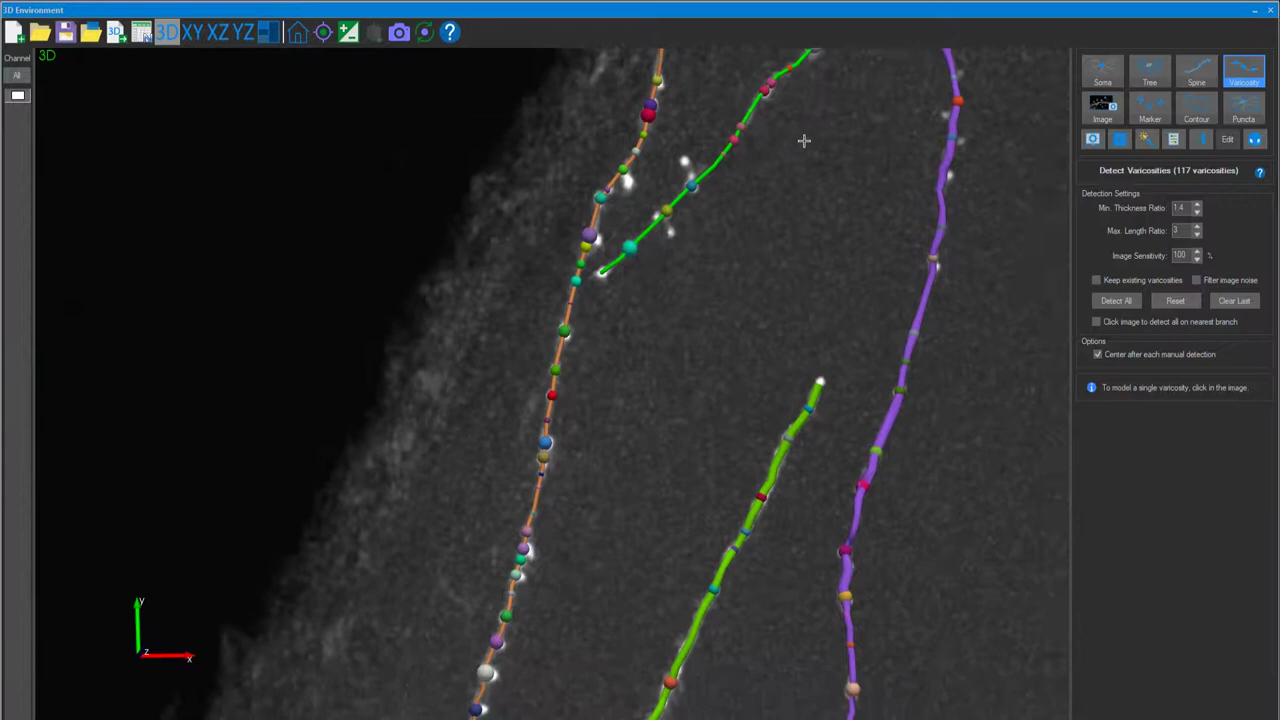 3D Environment
3D XY XZ YZ
Channel
All
3D
Soma Tree Spine Varicosity
Image Marker Contour Puncta
Edit
Detect Varicosities (117 varicosities)
Detection Settings
Min. Thickness Ratio: 1.4
Max. Length Ratio: 3
Image Sensitivity: 100 %
Keep existing varicosities Filter image noise
Detect All Reset Clear Last
Click image to detect all on nearest branch
Options
Center after each manual detection
To model a single varicosity, click in the image.
y
z
x